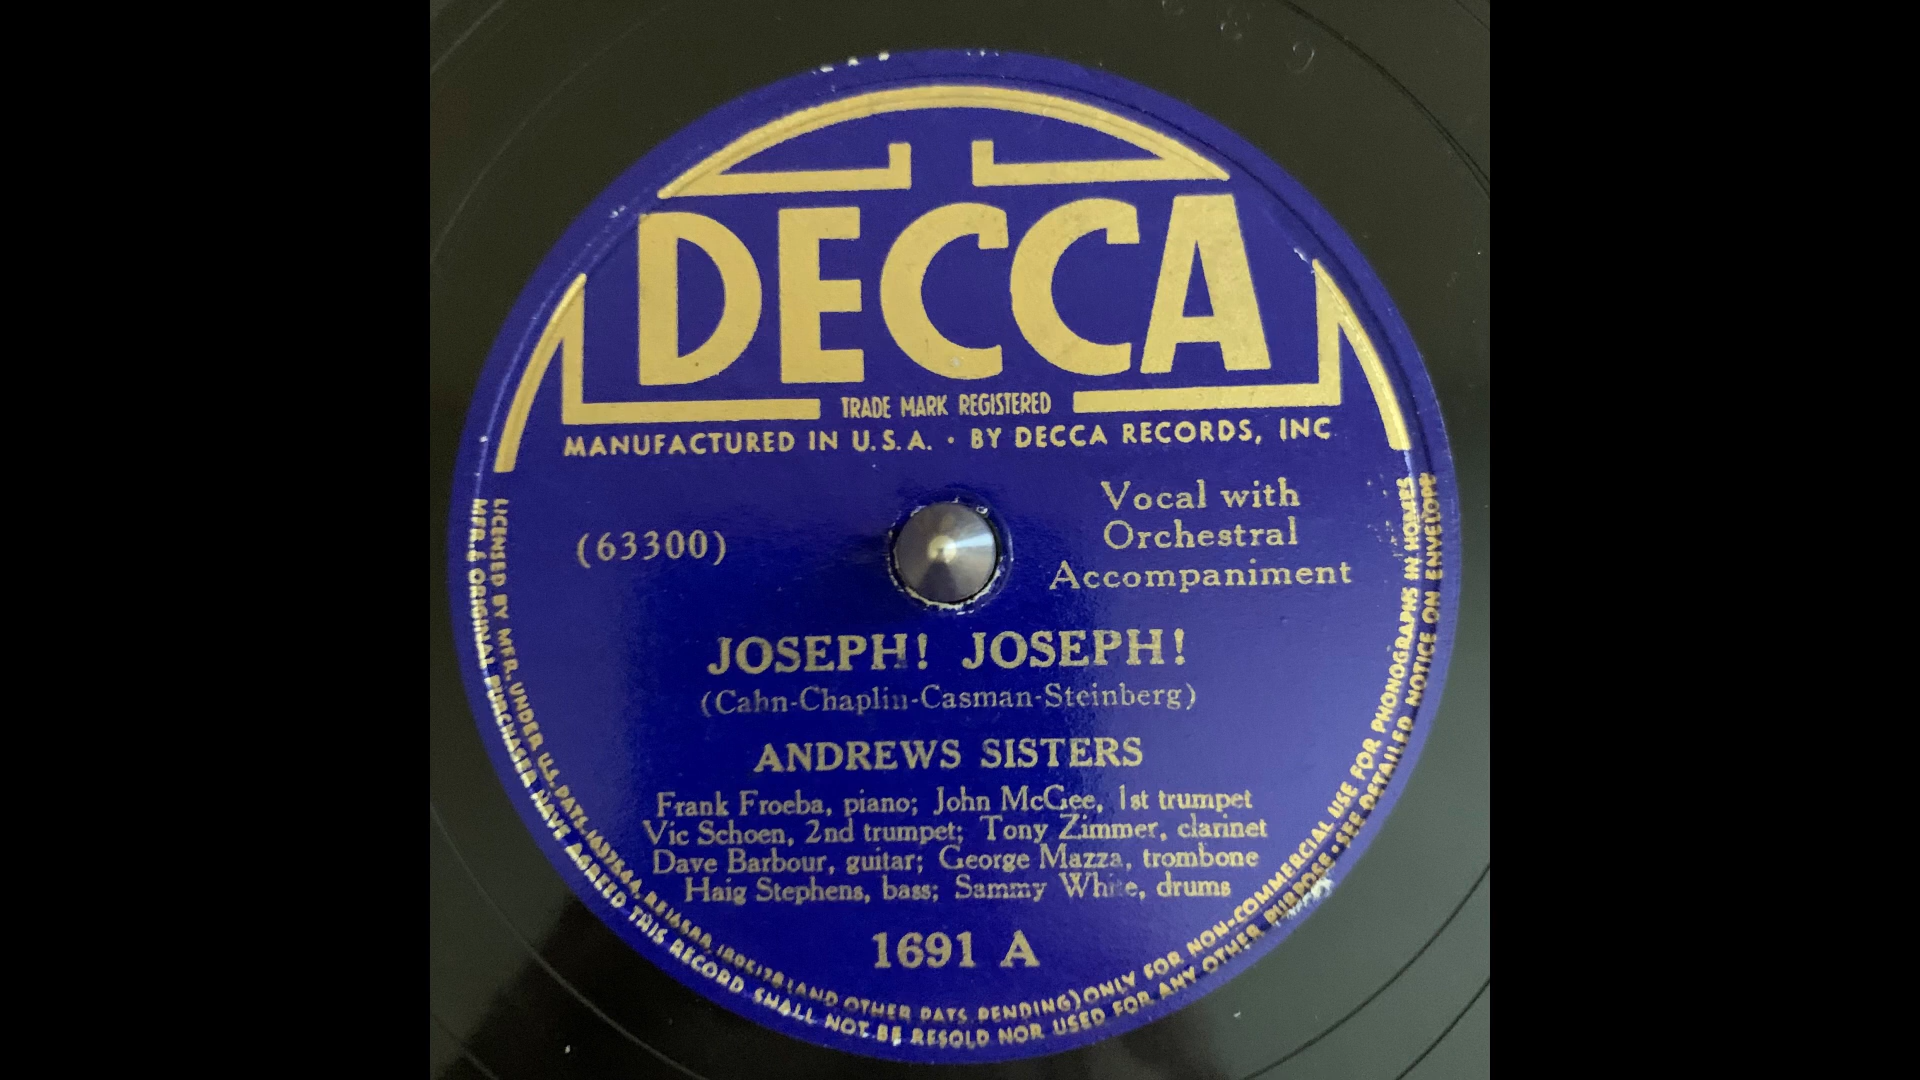 DECCA
TRADE MARK REGISTERED
MANUFACTURED IN U.S.A. • BY DECCA RECORDS, INC
Vocal with
Orchestral
Accompaniment
(63300)
JOSEPH! JOSEPH!
(Cahn-Chaplin-Casman-Steinberg)
ANDREWS SISTERS
Frank Froeba, piano; John McGee, 1st trumpet
Vic Schoen, 2nd trumpet; Tony Zimmer, clarinet
Dave Barbour, guitar; George Mazza, trombone
Haig Stephens, bass; Sammy White, drums
1691 A
LICENSED BY MFR. UNDER U.S. PATS. (AND OTHER PATS. PENDING) ONLY FOR NON-COMMERCIAL USE FOR PHONOGRAPHS IN HOMES
MFR. & ORIGINAL PURCHASER HAVE AGREED THIS RECORD SHALL NOT BE RESOLD NOR USED FOR ANY OTHER PURPOSE • SEE DETAILED NOTICE ON ENVELOPE